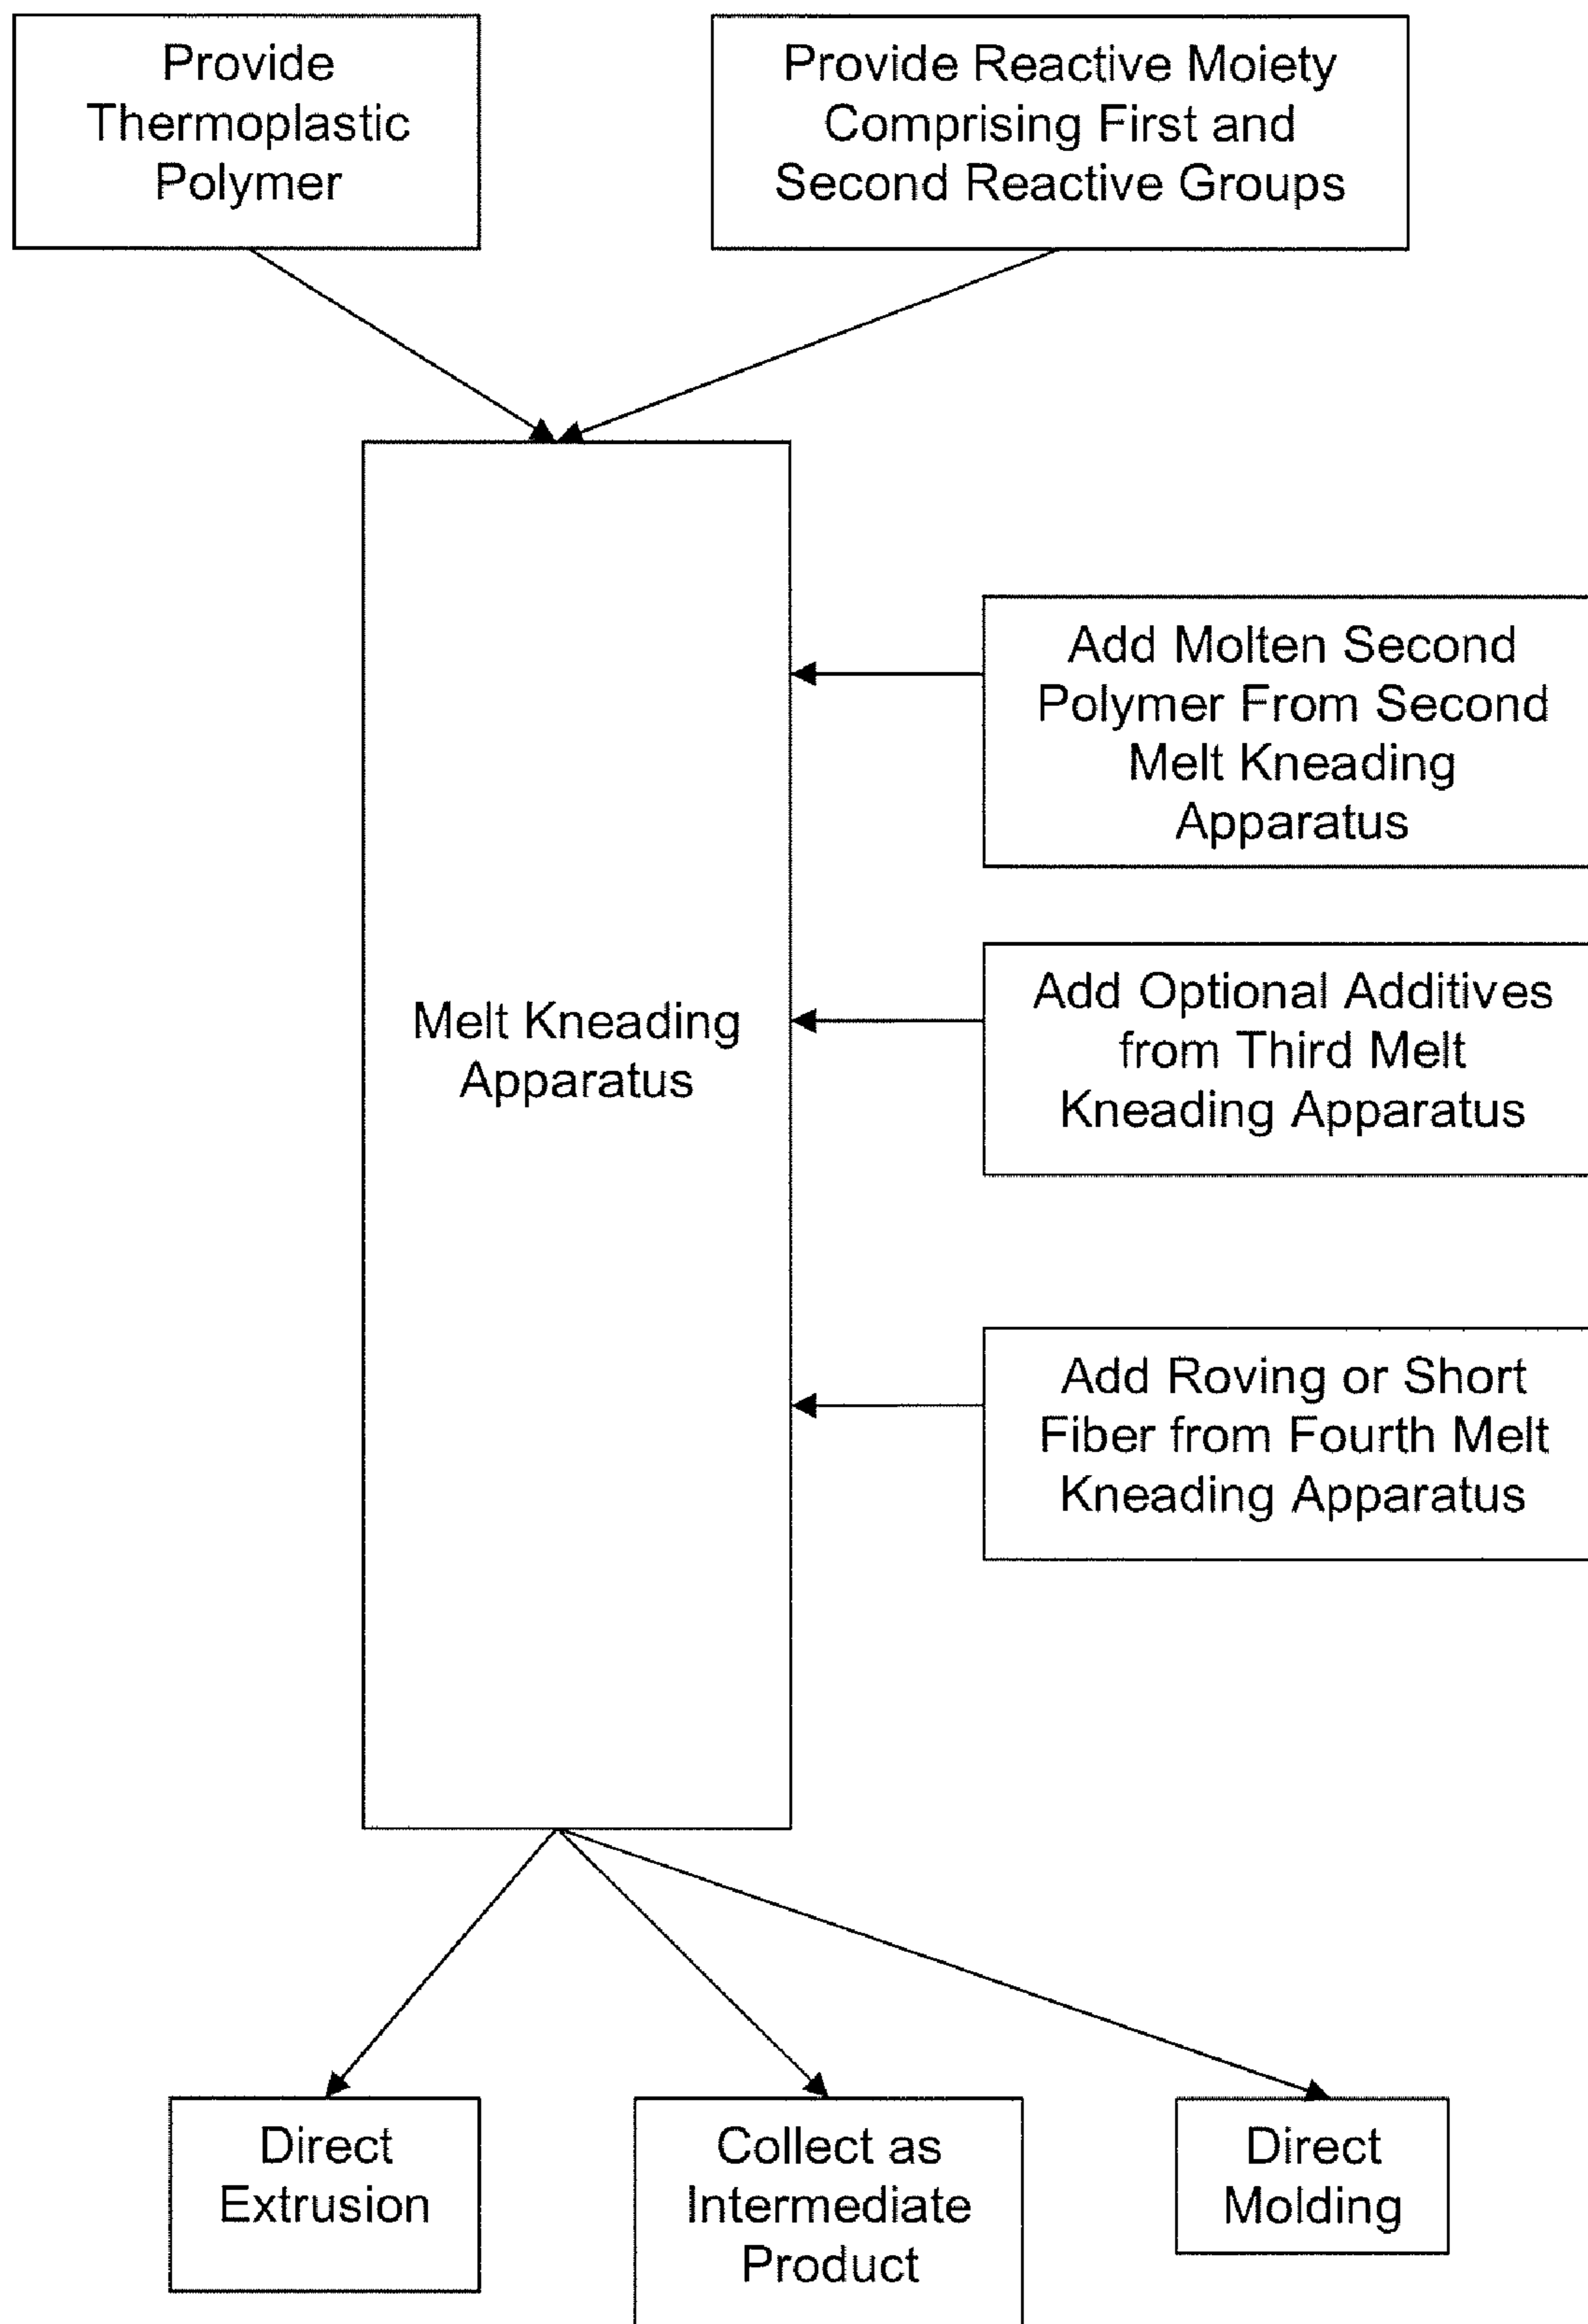 Provide
Thermoplastic
Polymer
Provide Reactive Moiety
Comprising First and
Second Reactive Groups
Add Molten Second
Polymer From Second
Melt Kneading
Apparatus
Melt Kneading
Apparatus
Add Optional Additives
from Third Melt
Kneading Apparatus
Add Roving or Short
Fiber from Fourth Melt
Kneading Apparatus
Direct
Extrusion
Collect as
Intermediate
Product
Direct
Molding